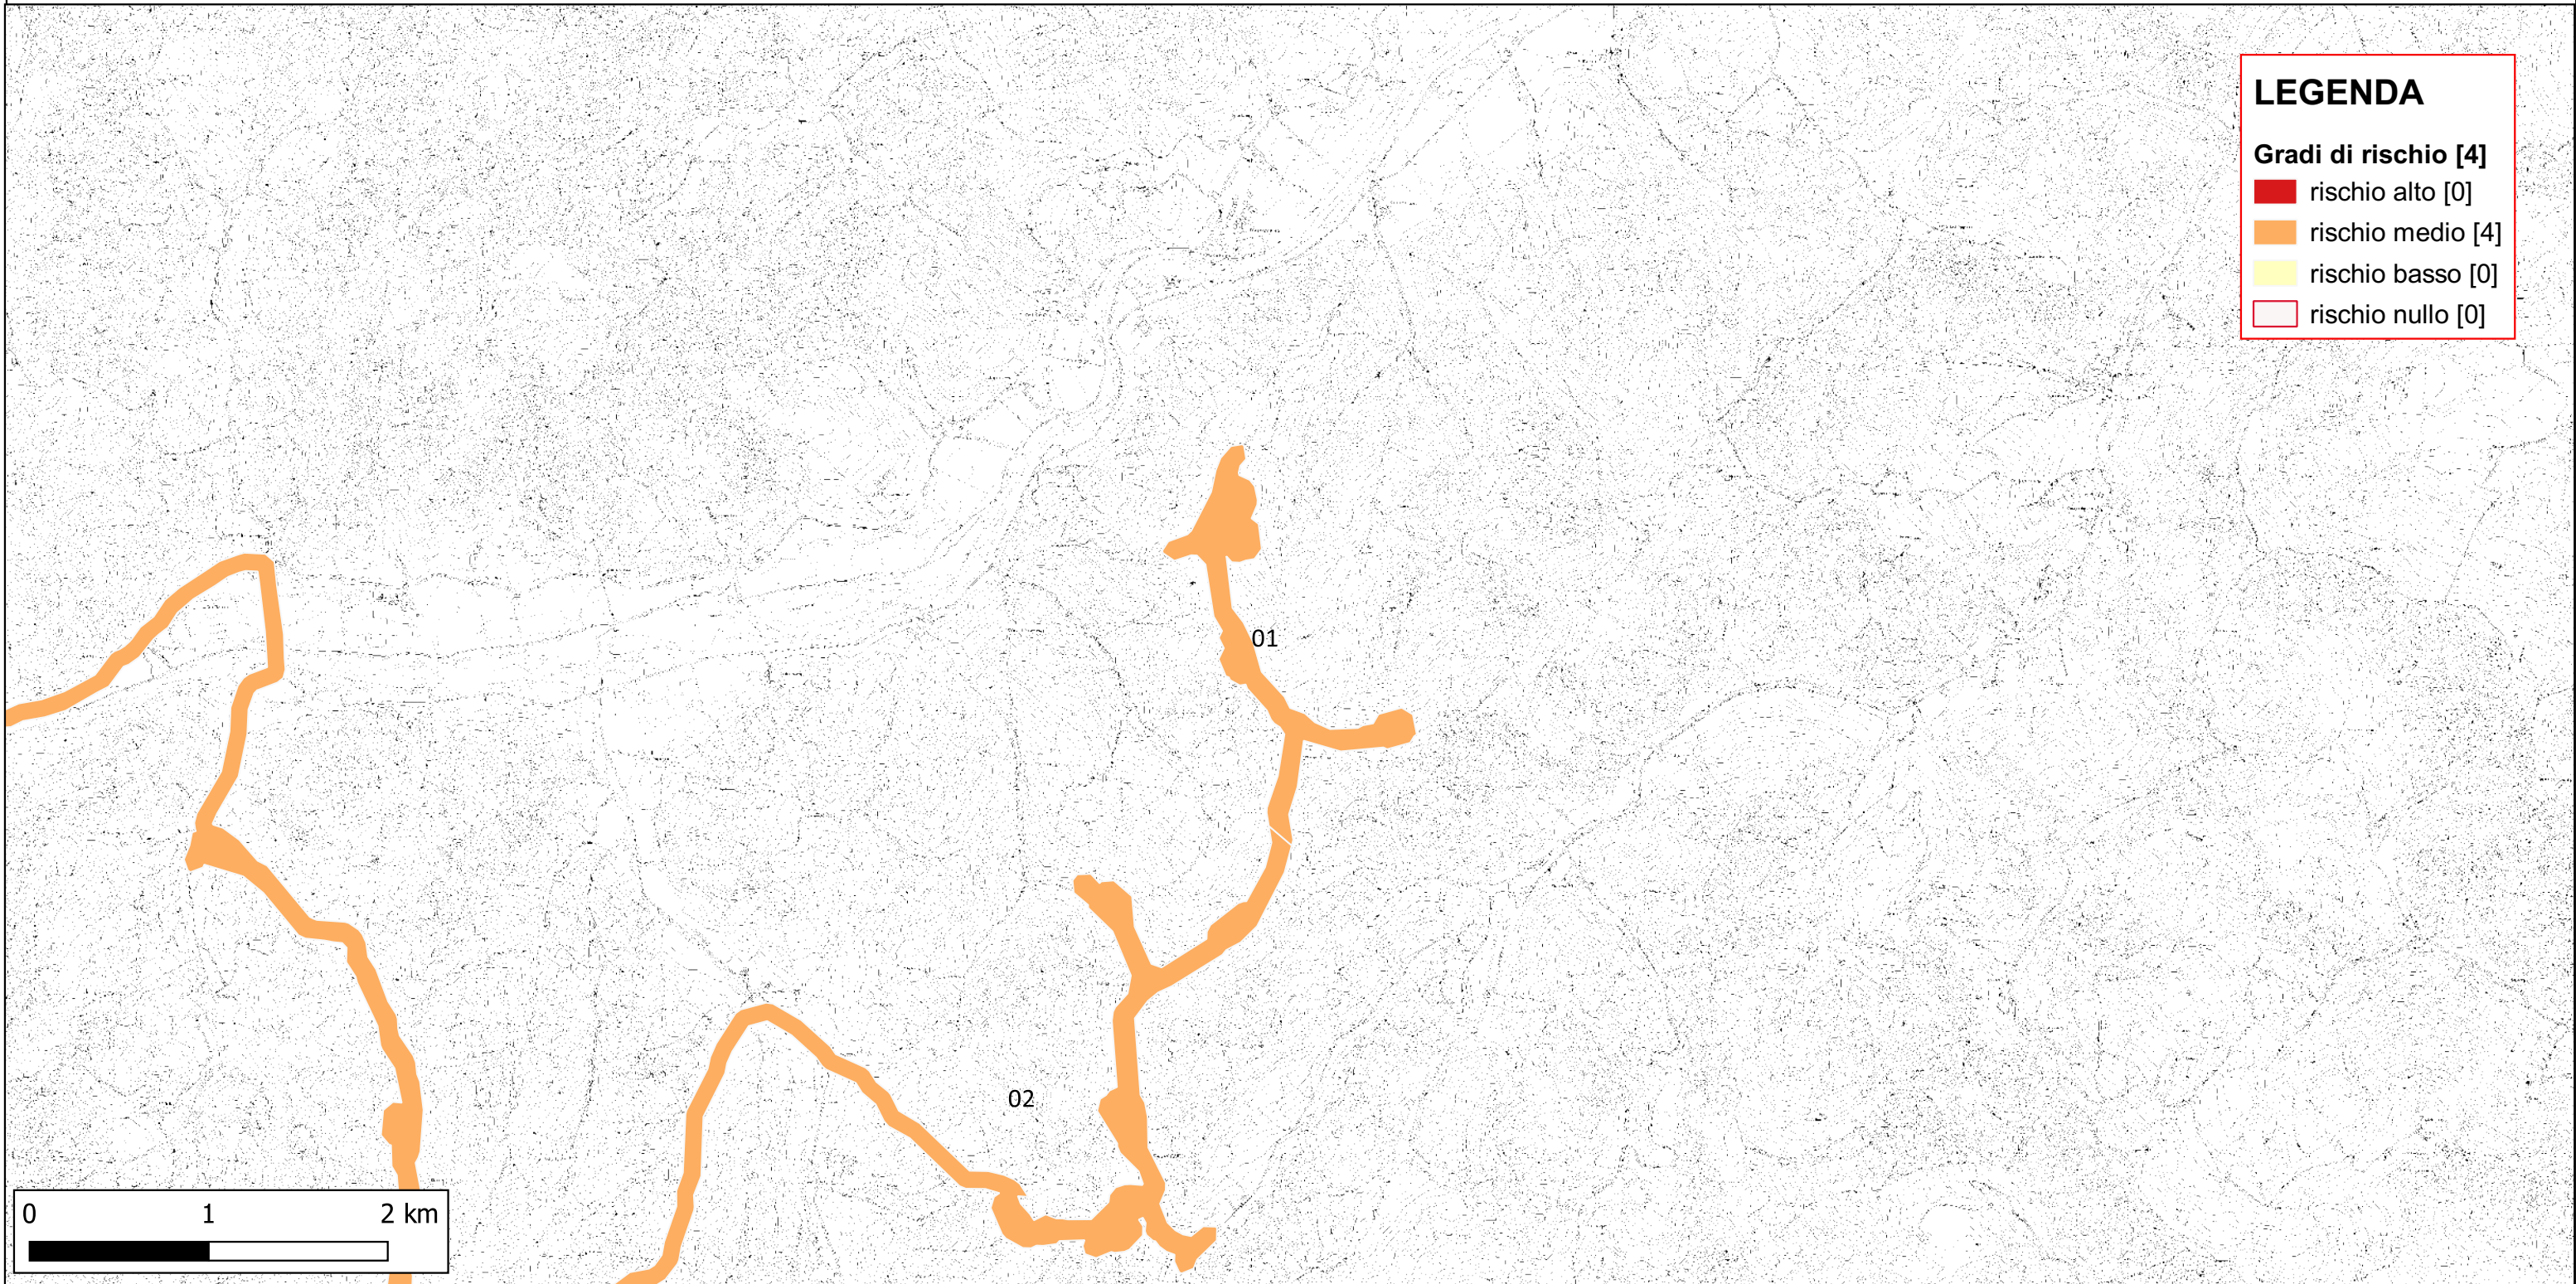 LEGENDA
Gradi di rischio [4]
rischio alto [0]
rischio medio [4]
rischio basso [0]
rischio nullo [0]
01
02
0 1 2 km